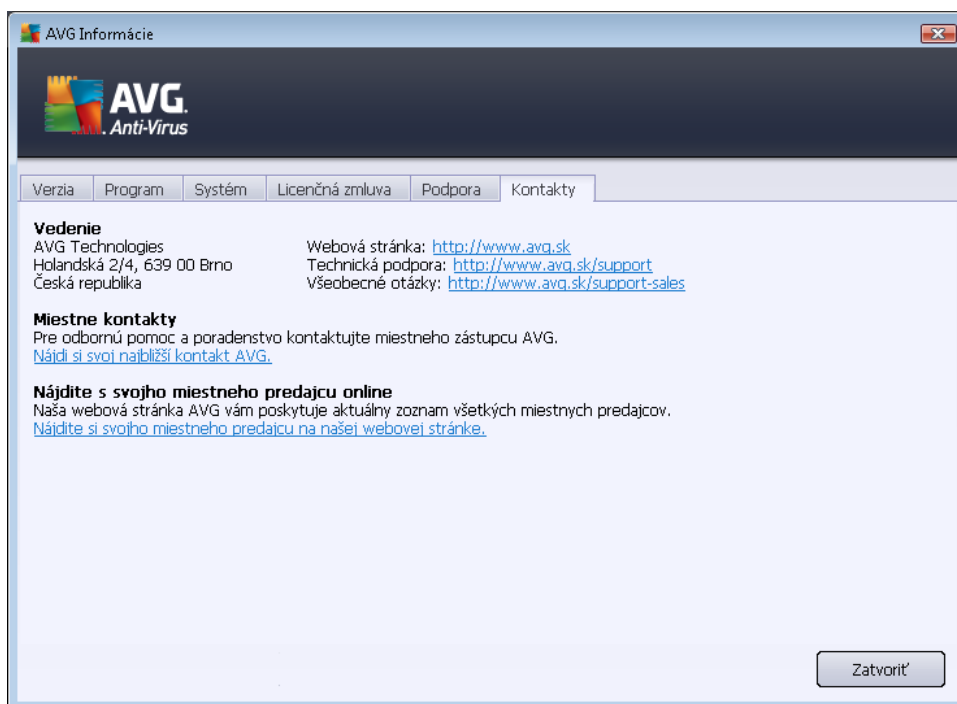 AVG Informácie
AVG.
Anti-Virus
Verzia Program Systém Licenčná zmluva Podpora Kontakty
Vedenie
AVG Technologies
Holandská 2/4, 639 00 Brno
Česká republika
Webová stránka: http://www.avg.sk
Technická podpora: http://www.avg.sk/support
Všeobecné otázky: http://www.avg.sk/support-sales
Miestne kontakty
Pre odbornú pomoc a poradenstvo kontaktujte miestneho zástupcu AVG.
Nájdi si svoj najbližší kontakt AVG.
Nájdite s svojho miestneho predajcu online
Naša webová stránka AVG vám poskytuje aktuálny zoznam všetkých miestnych predajcov.
Nájdite si svojho miestneho predajcu na našej webovej stránke.
Zatvoriť